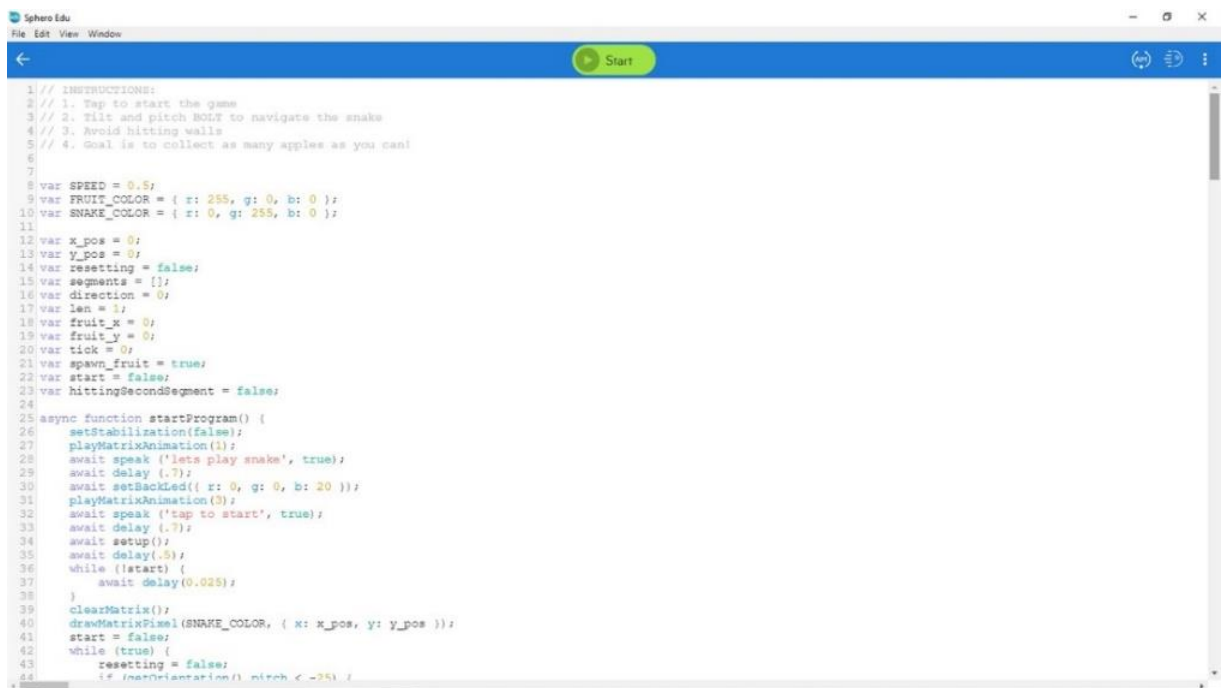 Sphero Edu
File Edit View Window
Start
1 // INSTRUCTIONS:
2 // 1. Tap to start the game
3 // 2. Tilt and pitch BOLT to navigate the snake
4 // 3. Avoid hitting walls
5 // 4. Goal is to collect as many apples as you can!
6
7
8 var SPEED = 0.5;
9 var FRUIT_COLOR = { r: 255, g: 0, b: 0 };
10 var SNAKE_COLOR = { r: 0, g: 255, b: 0 };
11
12 var x_pos = 0;
13 var y_pos = 0;
14 var resetting = false;
15 var segments = [];
16 var direction = 0;
17 var len = 1;
18 var fruit_x = 0;
19 var fruit_y = 0;
20 var tick = 0;
21 var spawn_fruit = true;
22 var start = false;
23 var hittingSecondSegment = false;
24
25 async function startProgram() {
26 setStabilization(false);
27 playMatrixAnimation(1);
28 await speak ('lets play snake', true);
29 await delay (.7);
30 await setBackLed({ r: 0, g: 0, b: 20 });
31 playMatrixAnimation(3);
32 await speak ('tap to start', true);
33 await delay (.7);
34 await setup();
35 await delay(.5);
36 while (!start) {
37 await delay(0.025);
38 }
39 clearMatrix();
40 drawMatrixPixel(SNAKE_COLOR, { x: x_pos, y: y_pos });
41 start = false;
42 while (true) {
43 resetting = false;
44 if (getOrientation().pitch < -25) {